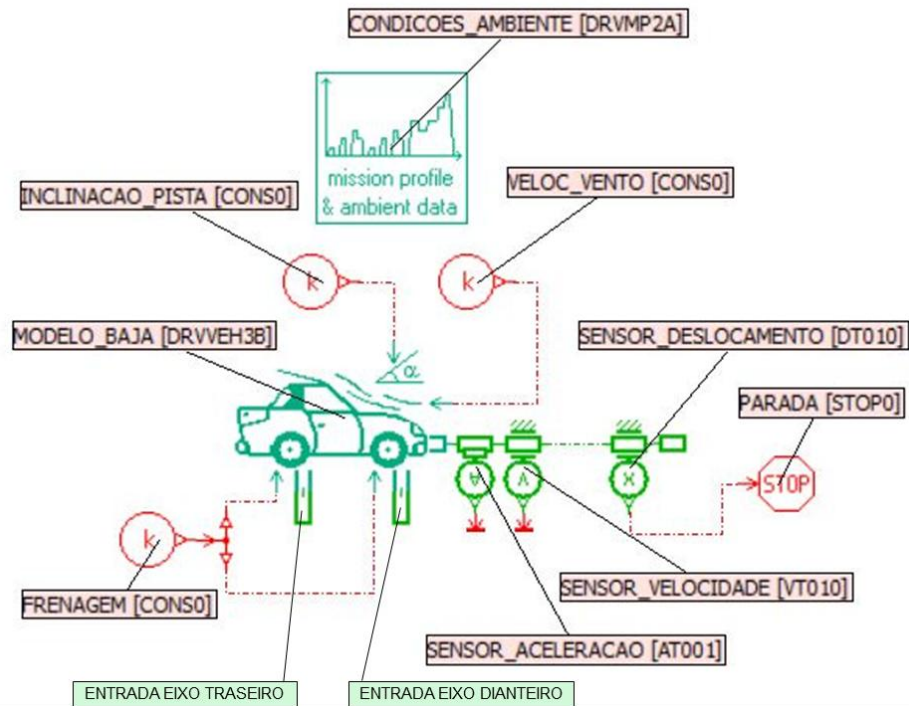 CONDICOES_AMBIENTE [DRVMP2A]
mission profile
& ambient data
INCLINACAO_PISTA [CONS0]
VELOC_VENTO [CONS0]
k
k
MODELO_BAJA [DRVVEH3B]
SENSOR_DESLOCAMENTO [DT010]
α
PARADA [STOP0]
A
V
X
STOP
k
FRENAGEM [CONS0]
SENSOR_VELOCIDADE [VT010]
SENSOR_ACELERACAO [AT001]
ENTRADA EIXO TRASEIRO
ENTRADA EIXO DIANTEIRO